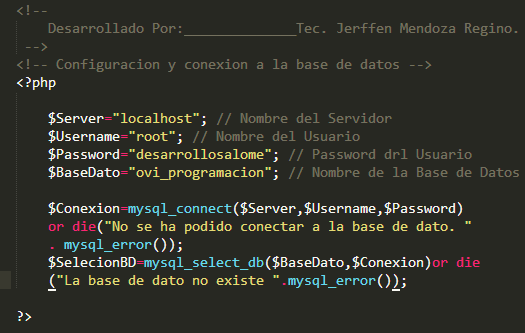 <!--
Desarrollado Por:______________Tec. Jerffen Mendoza Regino.
-->
<!-- Configuracion y conexion a la base de datos -->
<?php
$Server="localhost"; // Nombre del Servidor
$Username="root"; // Nombre del Usuario
$Password="desarrollosalome"; // Password drl Usuario
$BaseDato="ovi_programacion"; // Nombre de la Base de Datos
$Conexion=mysql_connect($Server,$Username,$Password)
or die("No se ha podido conectar a la base de dato. "
. mysql_error());
$SelecionBD=mysql_select_db($BaseDato,$Conexion)or die
("La base de dato no existe ".mysql_error());
?>